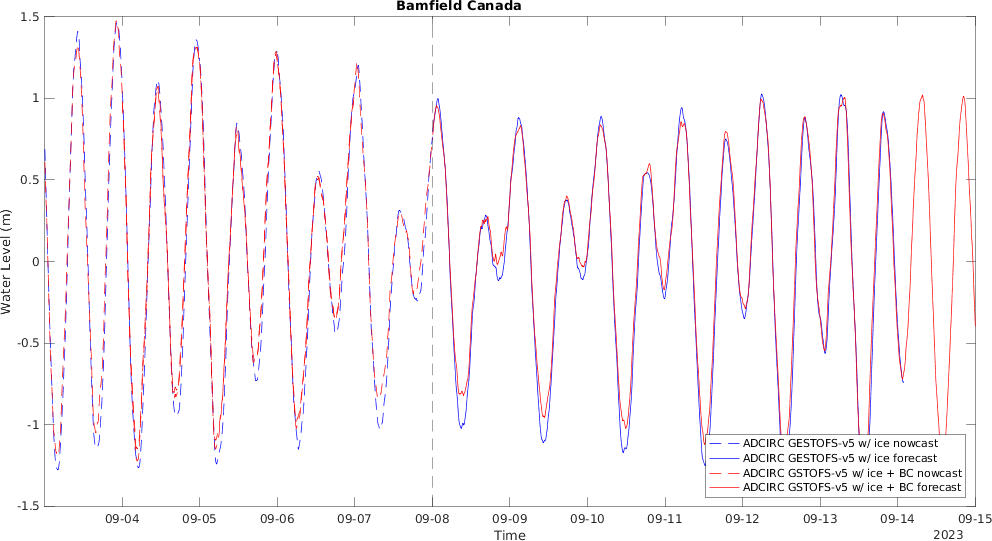 Bamfield Canada
1.5
1
0.5
0
-0.5
-1
-1.5
Water Level (m)
09-04 09-05 09-06 09-07 09-08 09-09 09-10 09-11 09-12 09-13 09-14 09-15
Time
2023
ADCIRC GESTOFS-v5 w/ ice nowcast
ADCIRC GESTOFS-v5 w/ ice forecast
ADCIRC GSTOFS-v5 w/ ice + BC nowcast
ADCIRC GSTOFS-v5 w/ ice + BC forecast